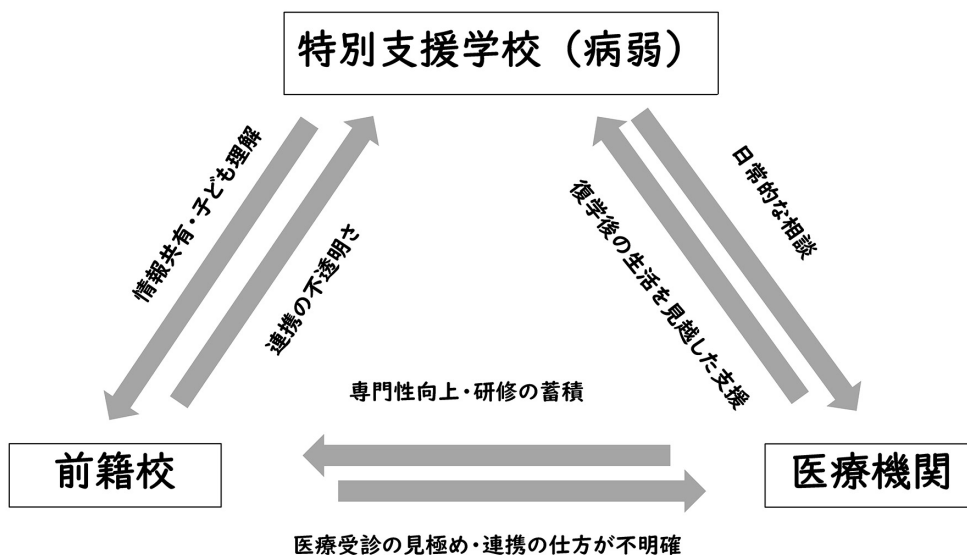 特別支援学校（病弱）
情報共有・子ども理解
連携の不透明さ
復学後の生活を見越した支援
日常的な相談
専門性向上・研修の蓄積
前籍校
医療機関
医療受診の見極め・連携の仕方が不明確